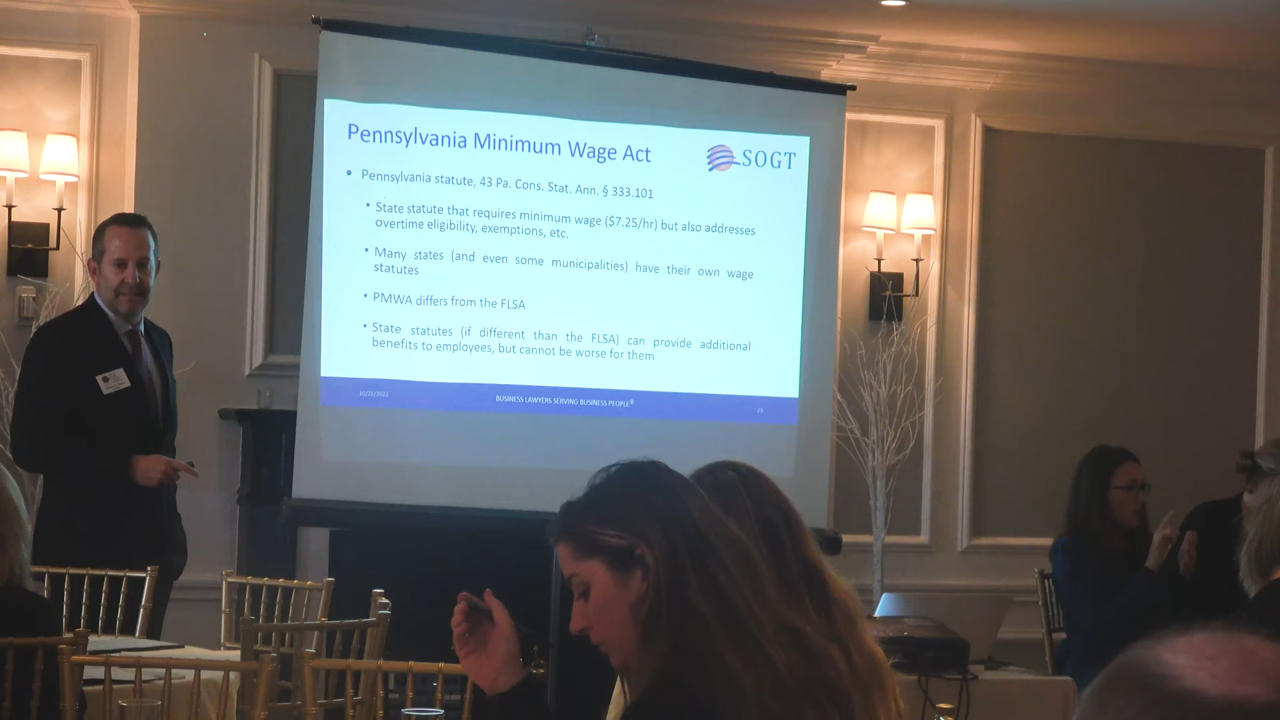 Pennsylvania Minimum Wage Act
SOGT
• Pennsylvania statute, 43 Pa. Cons. Stat. Ann. § 333.101
• State statute that requires minimum wage ($7.25/hr) but also addresses
overtime eligibility, exemptions, etc.
• Many states (and even some municipalities) have their own wage
statutes
• PMWA differs from the FLSA
• State statutes (if different than the FLSA) can provide additional
benefits to employees, but cannot be worse for them
BUSINESS LAWYERS SERVING BUSINESS PEOPLE®